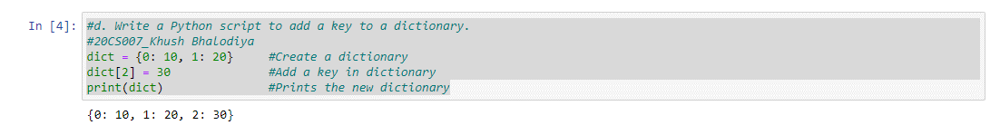 In [4]: #d. Write a Python script to add a key to a dictionary.
#20CS007_Khush Bhalodiya
dict = {0: 10, 1: 20}     #Create a dictionary
dict[2] = 30              #Add a key in dictionary
print(dict)               #Prints the new dictionary
{0: 10, 1: 20, 2: 30}